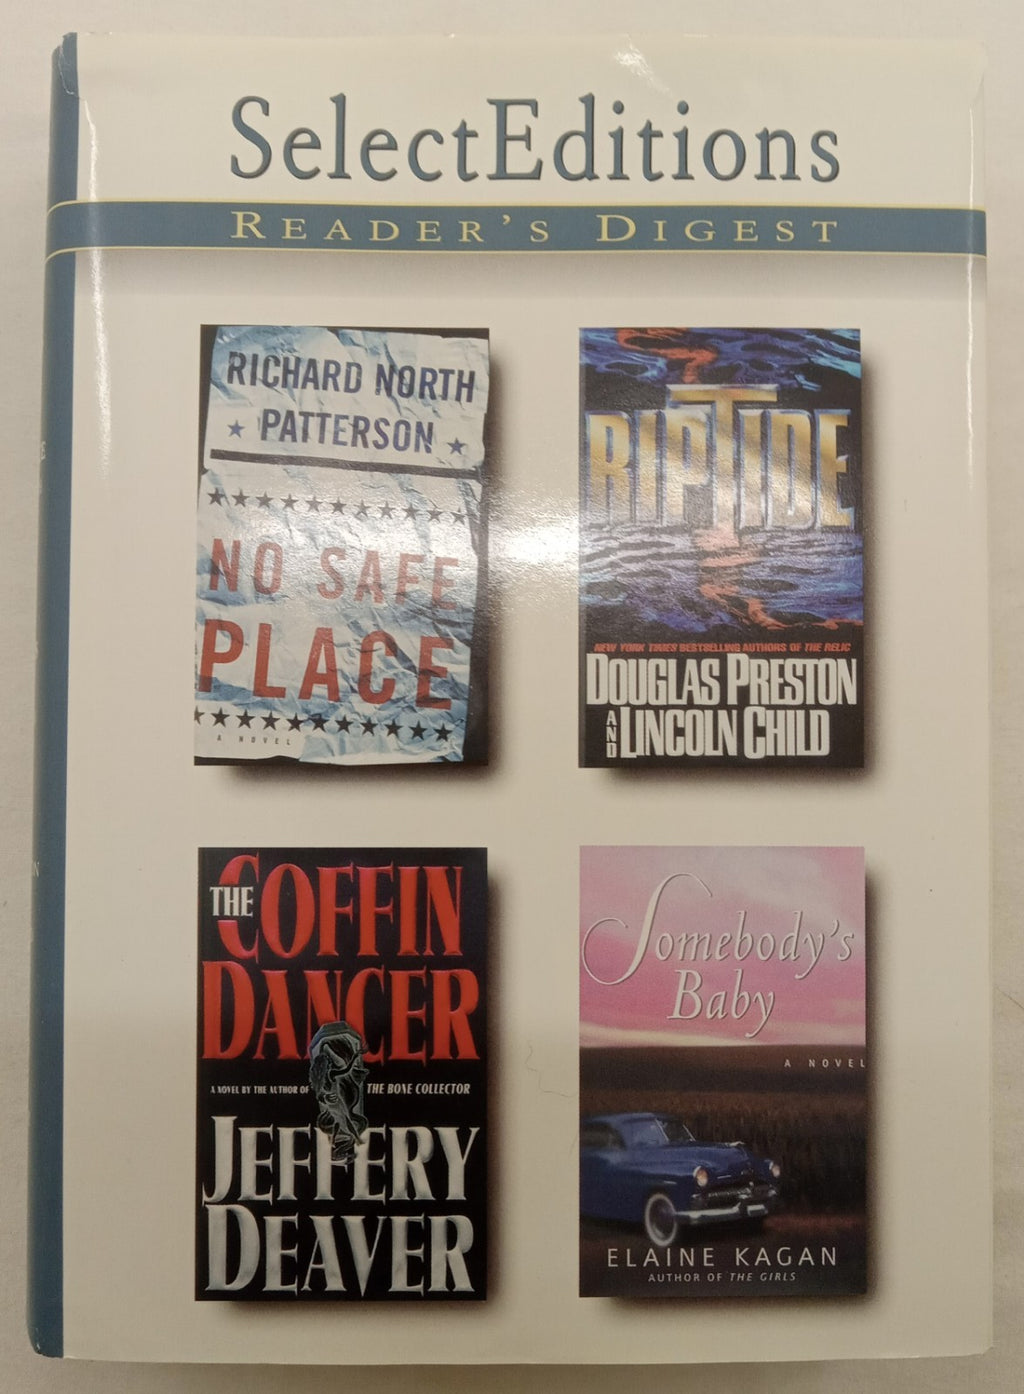 SelectEditions
READER'S DIGEST
RICHARD NORTH
PATTERSON
NO SAFE
PLACE
A NOVEL
RIPTIDE
NEW YORK TIMES BESTSELLING AUTHORS OF THE RELIC
DOUGLAS PRESTON
AND LINCOLN CHILD
THE COFFIN
DANCER
A NOVEL BY THE AUTHOR OF THE BONE COLLECTOR
JEFFERY
DEAVER
Somebody's
Baby
A NOVEL
ELAINE KAGAN
AUTHOR OF THE GIRLS